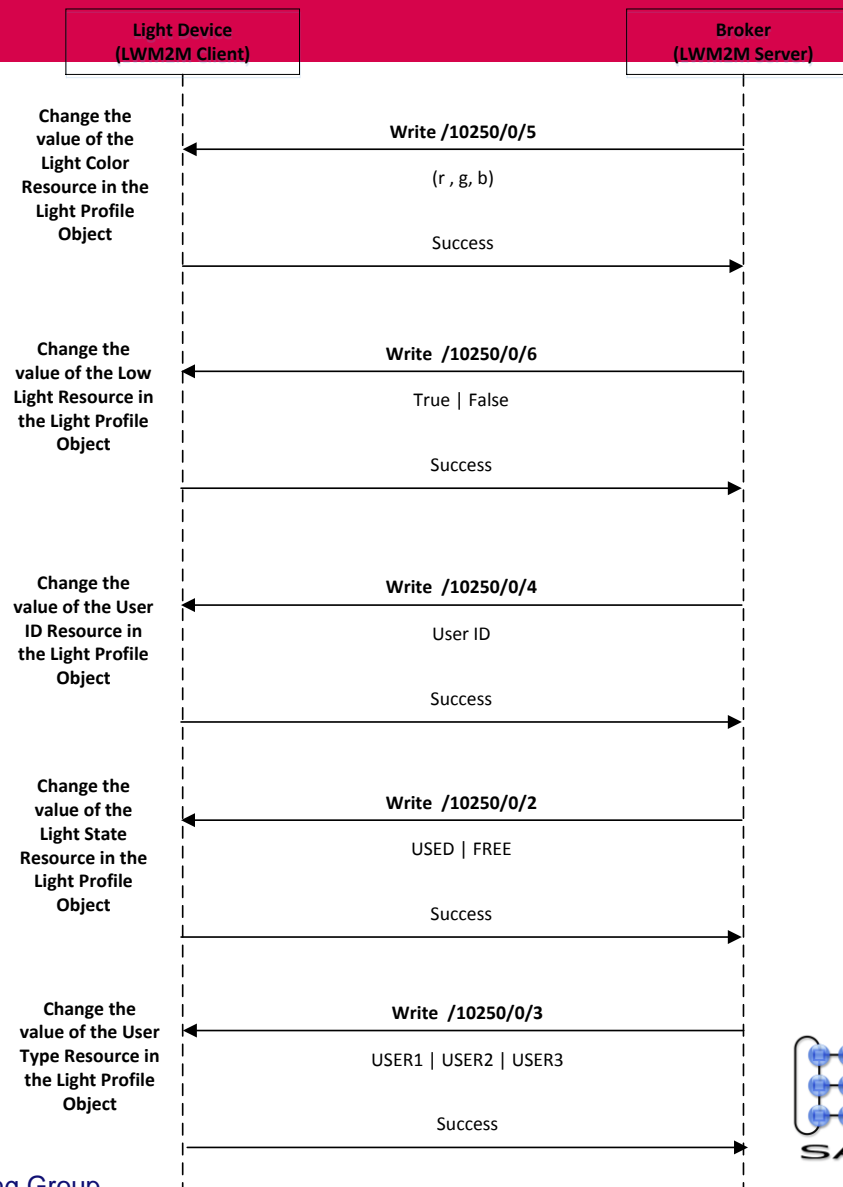 Light Device
(LWM2M Client)
Broker
(LWM2M Server)
Change the
value of the
Light Color
Resource in the
Light Profile
Object
Write /10250/0/5
(r , g, b)
Success
Change the
value of the Low
Light Resource in
the Light Profile
Object
Write /10250/0/6
True | False
Success
Change the
value of the User
ID Resource in
the Light Profile
Object
Write /10250/0/4
User ID
Success
Change the
value of the
Light State
Resource in the
Light Profile
Object
Write /10250/0/2
USED | FREE
Success
Change the
value of the User
Type Resource in
the Light Profile
Object
Write /10250/0/3
USER1 | USER2 | USER3
Success
Group